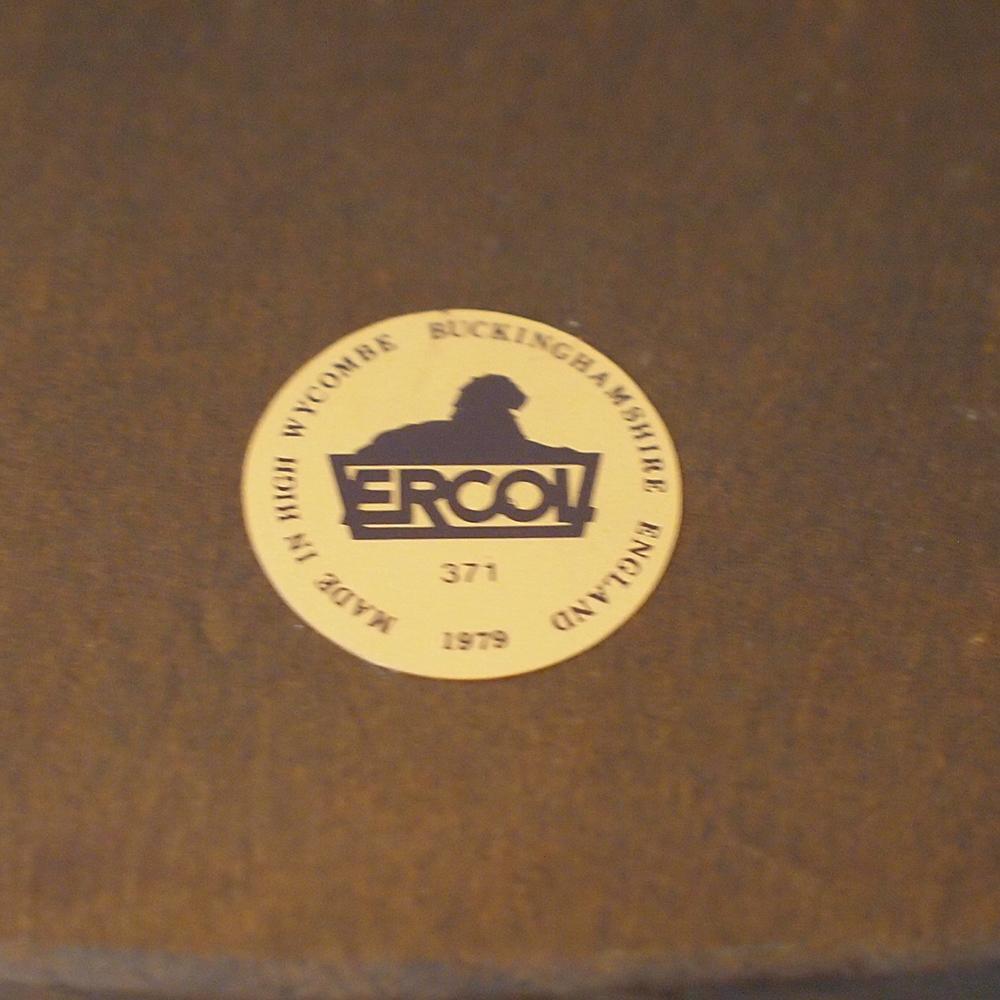 MADE IN HIGH WYCOMBE BUCKINGHAMSHIRE ENGLAND
ERCOL
371
1979